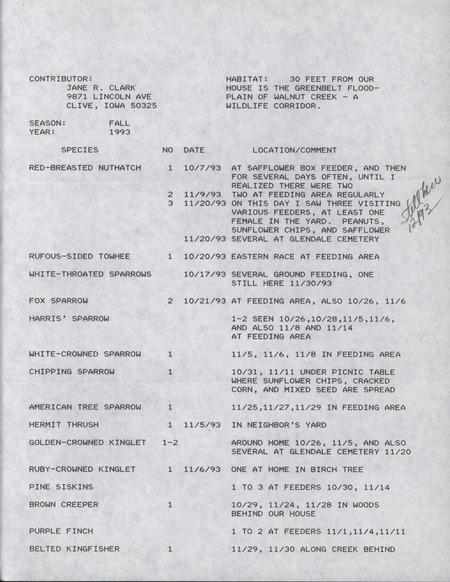 CONTRIBUTOR:
JANE R. CLARK
9871 LINCOLN AVE
CLIVE, IOWA 50325
HABITAT: 30 FEET FROM OUR
HOUSE IS THE GREENBELT FLOOD-
PLAIN OF WALNUT CREEK - A
WILDLIFE CORRIDOR.
SEASON: FALL
YEAR: 1993
SPECIES NO DATE LOCATION/COMMENT
RED-BREASTED NUTHATCH 1 10/7/93 AT SAFFLOWER BOX FEEDER, AND THEN
FOR SEVERAL DAYS OFTEN, UNTIL I
REALIZED THERE WERE TWO
2 11/9/93 TWO AT FEEDING AREA REGULARLY
3 11/20/93 ON THIS DAY I SAW THREE VISITING
VARIOUS FEEDERS, AT LEAST ONE
FEMALE IN THE YARD. PEANUTS,
SUNFLOWER CHIPS, AND SAFFLOWER
11/20/93 SEVERAL AT GLENDALE CEMETERY
still here
12/93
RUFOUS-SIDED TOWHEE 1 10/20/93 EASTERN RACE AT FEEDING AREA
WHITE-THROATED SPARROWS 10/17/93 SEVERAL GROUND FEEDING, ONE
STILL HERE 11/30/93
FOX SPARROW 2 10/21/93 AT FEEDING AREA, ALSO 10/26, 11/6
HARRIS' SPARROW 1-2 SEEN 10/26,10/28,11/5,11/6,
AND ALSO 11/8 AND 11/14
AT FEEDING AREA
WHITE-CROWNED SPARROW 1 11/5, 11/6, 11/8 IN FEEDING AREA
CHIPPING SPARROW 1 10/31, 11/11 UNDER PICNIC TABLE
WHERE SUNFLOWER CHIPS, CRACKED
CORN, AND MIXED SEED ARE SPREAD
AMERICAN TREE SPARROW 1 11/25,11/27,11/29 IN FEEDING AREA
HERMIT THRUSH 1 11/5/93 IN NEIGHBOR'S YARD
GOLDEN-CROWNED KINGLET 1-2 AROUND HOME 10/26, 11/5, AND ALSO
SEVERAL AT GLENDALE CEMETERY 11/20
RUBY-CROWNED KINGLET 1 11/6/93 ONE AT HOME IN BIRCH TREE
PINE SISKINS 1 TO 3 AT FEEDERS 10/30, 11/14
BROWN CREEPER 1 10/29, 11/24, 11/28 IN WOODS
BEHIND OUR HOUSE
PURPLE FINCH 1 TO 2 AT FEEDERS 11/1,11/4,11/11
BELTED KINGFISHER 1 11/29, 11/30 ALONG CREEK BEHIND